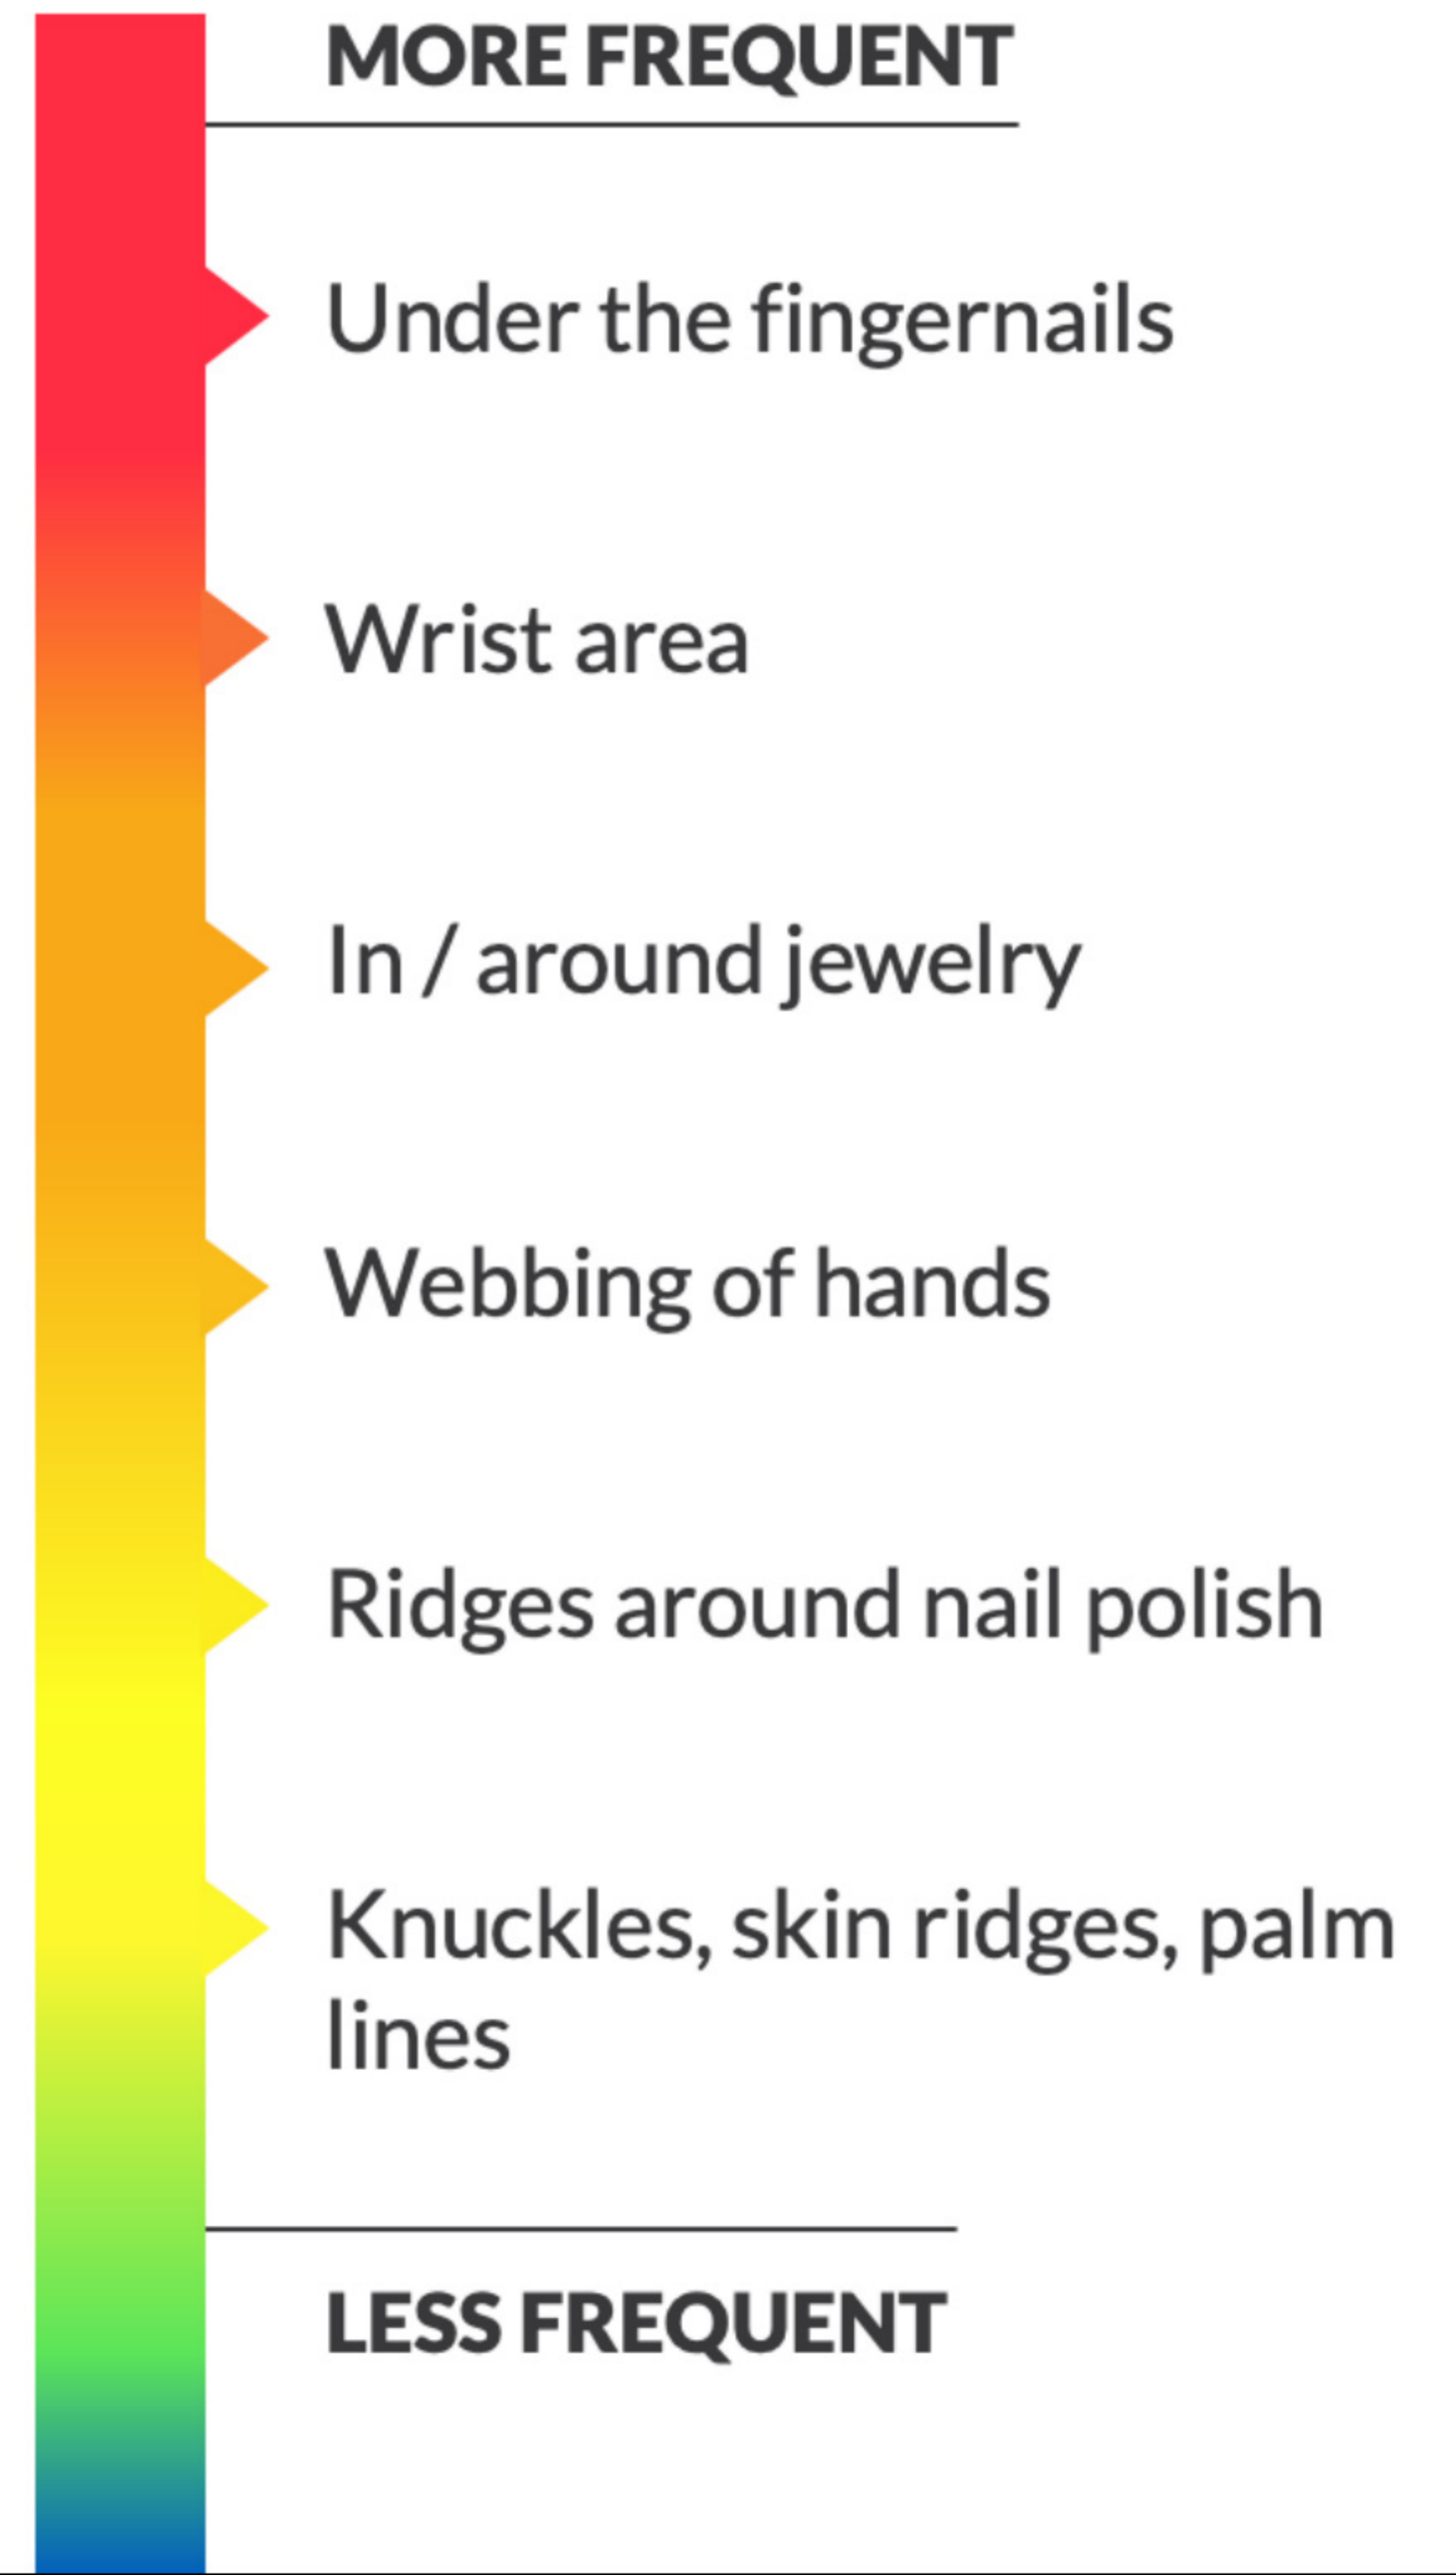 MORE FREQUENT
Under the fingernails
Wrist area
In / around jewelry
Webbing of hands
Ridges around nail polish
Knuckles, skin ridges, palm
lines
LESS FREQUENT